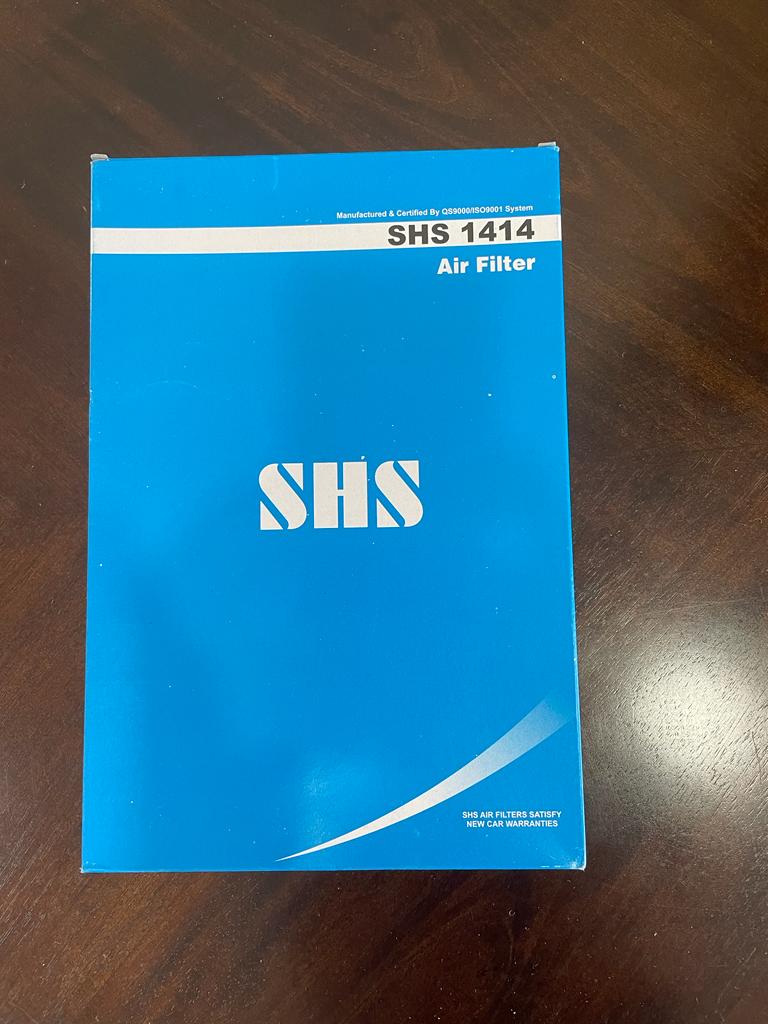 Manufactured & Certified By QS9000/ISO9001 System
SHS 1414
Air Filter
SHS
SHS AIR FILTERS SATISFY
NEW CAR WARRANTIES